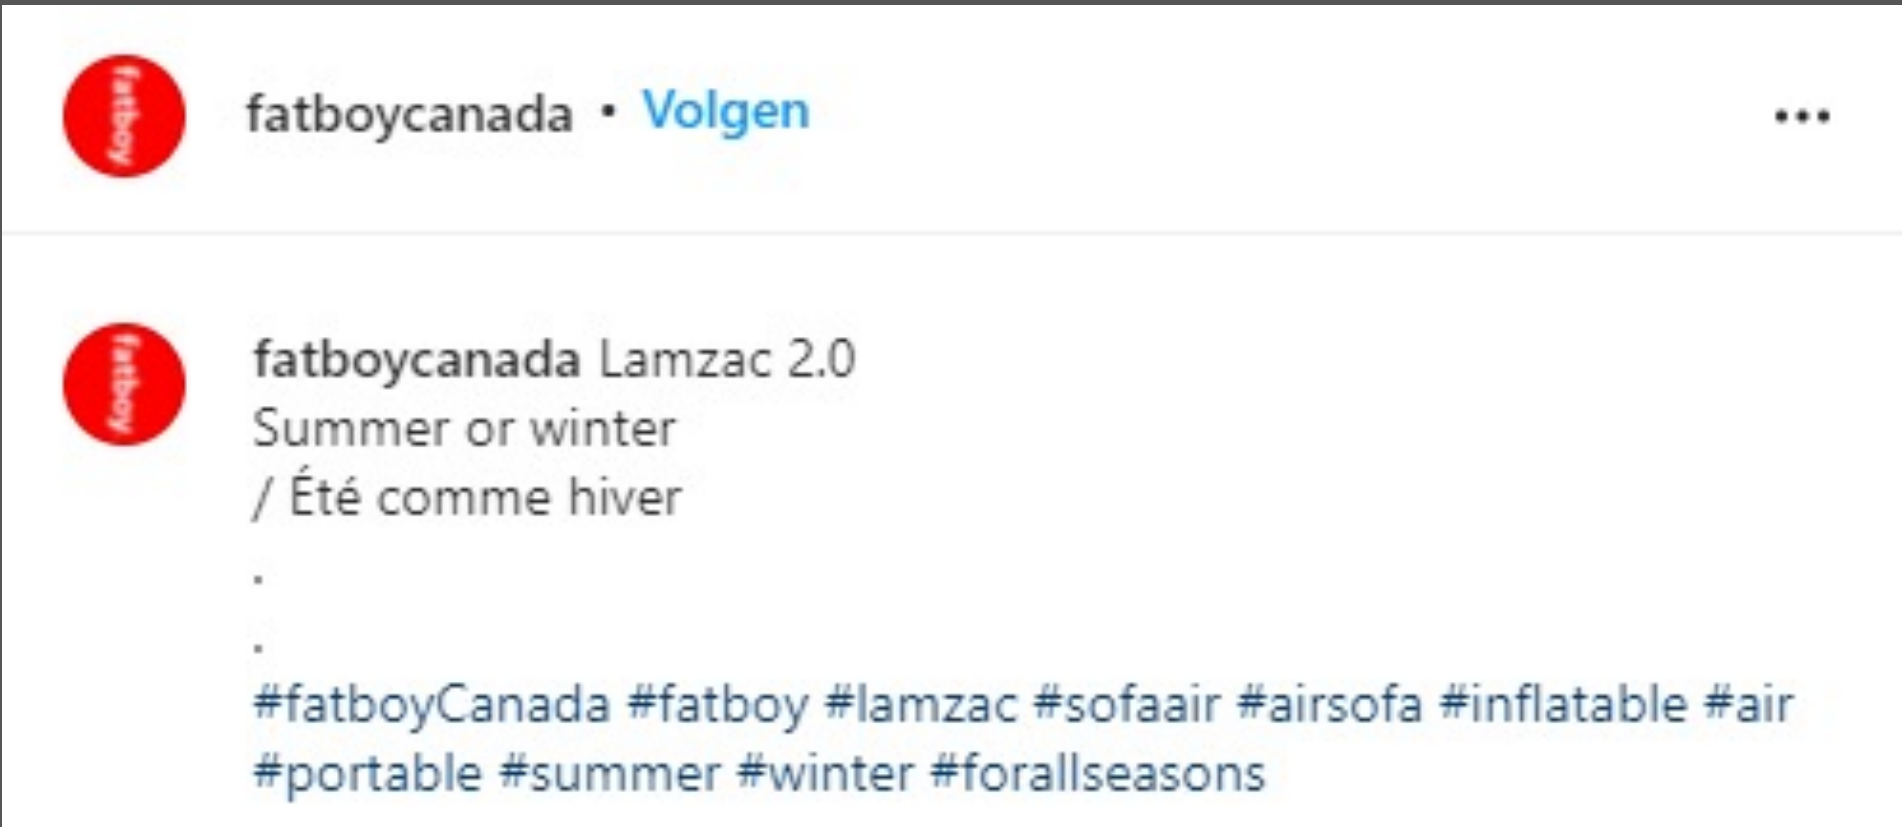 fatboy
fatboycanada • Volgen
fatboy
fatboycanada Lamzac 2.0
Summer or winter
/ Été comme hiver
.
.
#fatboyCanada #fatboy #lamzac #sofaair #airsofa #inflatable #air
#portable #summer #winter #forallseasons